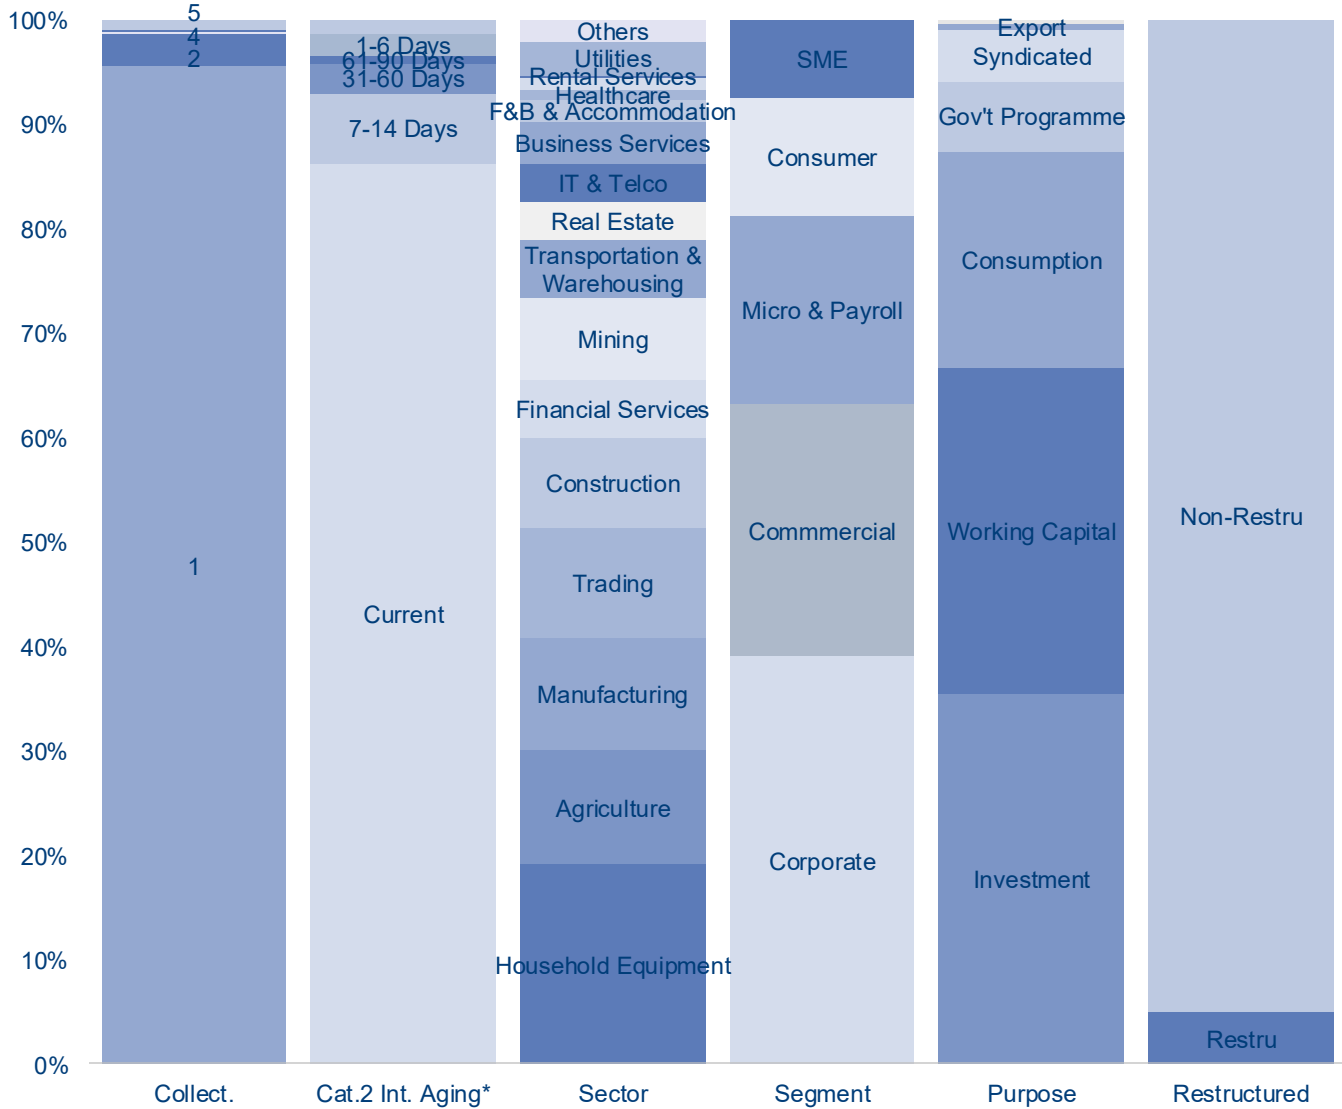 100%
90%
80%
70%
60%
50%
40%
30%
20%
10%
0%
5
4
2
1
1-6 Days
61-90 Days
31-60 Days
7-14 Days
Current
Others
Utilities
Rental Services
Healthcare
F&B & Accommodation
Business Services
IT & Telco
Real Estate
Transportation &
Warehousing
Mining
Financial Services
Construction
Trading
Manufacturing
Agriculture
Household Equipment
SME
Consumer
Micro & Payroll
Commmercial
Corporate
Export
Syndicated
Gov't Programme
Consumption
Working Capital
Investment
Non-Restru
Restru
Collect.
Cat.2 Int. Aging*
Sector
Segment
Purpose
Restructured